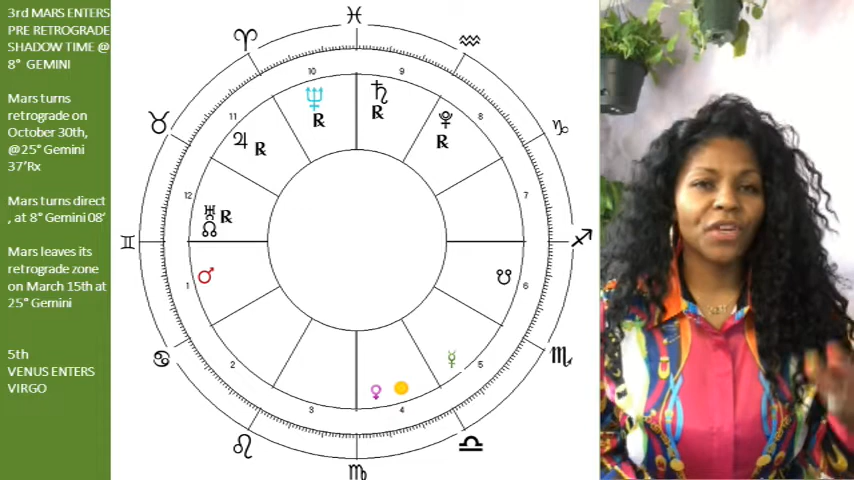 3rd MARS ENTERS
PRE RETROGRADE
SHADOW TIME @
8° GEMINI
Mars turns
retrograde on
October 30th,
@25° Gemini
37'Rx
Mars turns direct
, at 8° Gemini 08'
Mars leaves its
retrograde zone
on March 15th at
25° Gemini
5th
VENUS ENTERS
VIRGO
♓
♈ ♒
10 9
♆ ♄ ℞
℞
11 8
♇ ℞
♉ ♑
♃ ℞
12 7
♅ ℞
☊
♊ ♐
♂ ☋
1 6
♋ ♏
☿
2 5
♀
3 4
♌ ♎
♍